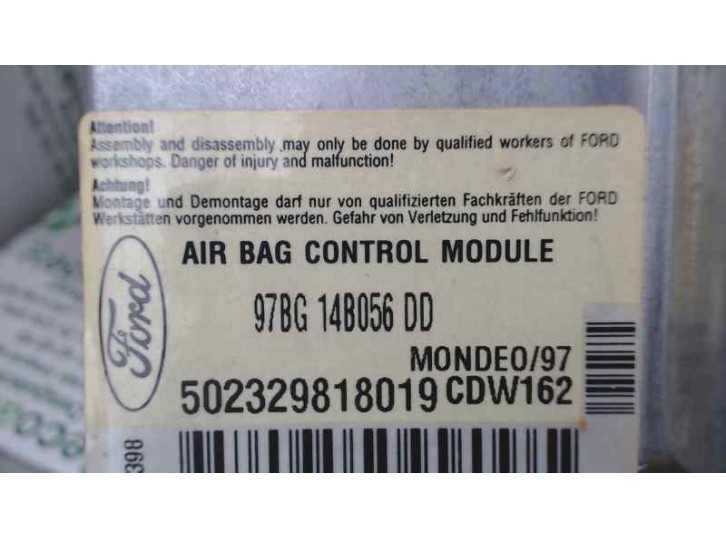 Attention!
Assembly and disassembly ,may only be done by qualified workers of FORD
workshops. Danger of injury and malfunction!
Achtung!
Montage und Demontage darf nur von qualifizierten Fachkräften der FORD
Werkstätten vorgenommen werden. Gefahr von Verletzung und Fehlfunktion!
Ford
AIR BAG CONTROL MODULE
97BG 14B056 DD
MONDEO/97
502329818019 CDW162
398